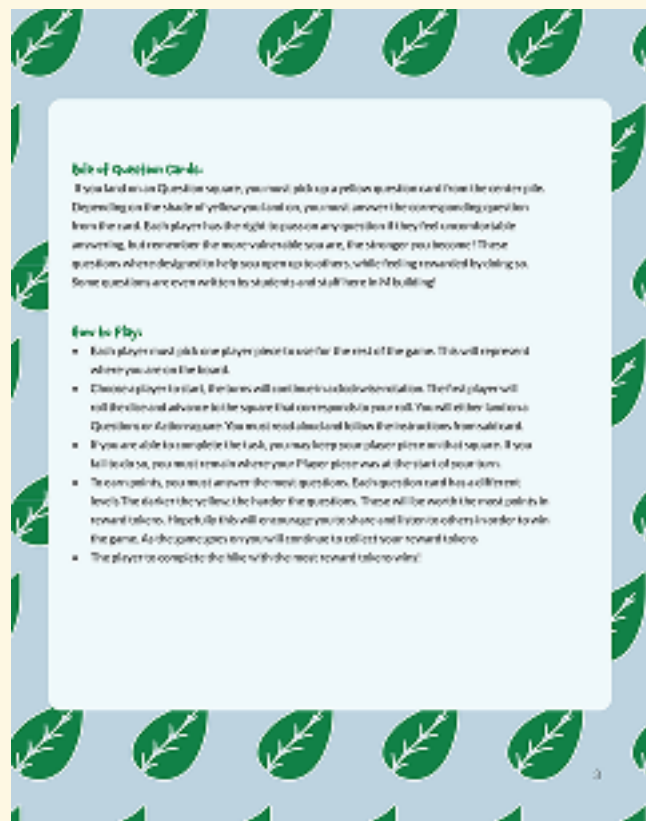 Role of Question Cards:
If you land on an Question square, you must pick up a yellow question card from the center pile.
Depending on the shade of yellow you land on, you must answer the corresponding question
from the card. Each player has the right to pass on any question if they feel uncomfortable
answering, but remember the more vulnerable you are, the stronger you become! These
questions where designed to help you open up to others, while feeling rewarded by doing so.
Some questions are even written by students and staff here in M building!
How to Play:
• Each player must pick one player piece to use for the rest of the game. This will represent
where you are on the board.
• Choose a player to start, the turns will continue in a clockwise rotation. The first player will
roll the dice and advance to the square that corresponds to your roll. You will either land on a
Question or Action square. You must read aloud and follow the instructions from said card.
• If you are able to complete the task, you may keep your player piece on that square. If you
fail to do so, you must remain where your Player piece was at the start of your turn.
• To earn points, you must answer the most questions. Each question card has a different
level. The darker the yellow, the harder the questions. These will be worth the most points in
reward tokens. Hopefully this will encourage you to share and listen to others in order to win
the game. As the game goes on you will continue to collect your reward tokens
• The player to complete the hike with the most reward tokens wins!
3